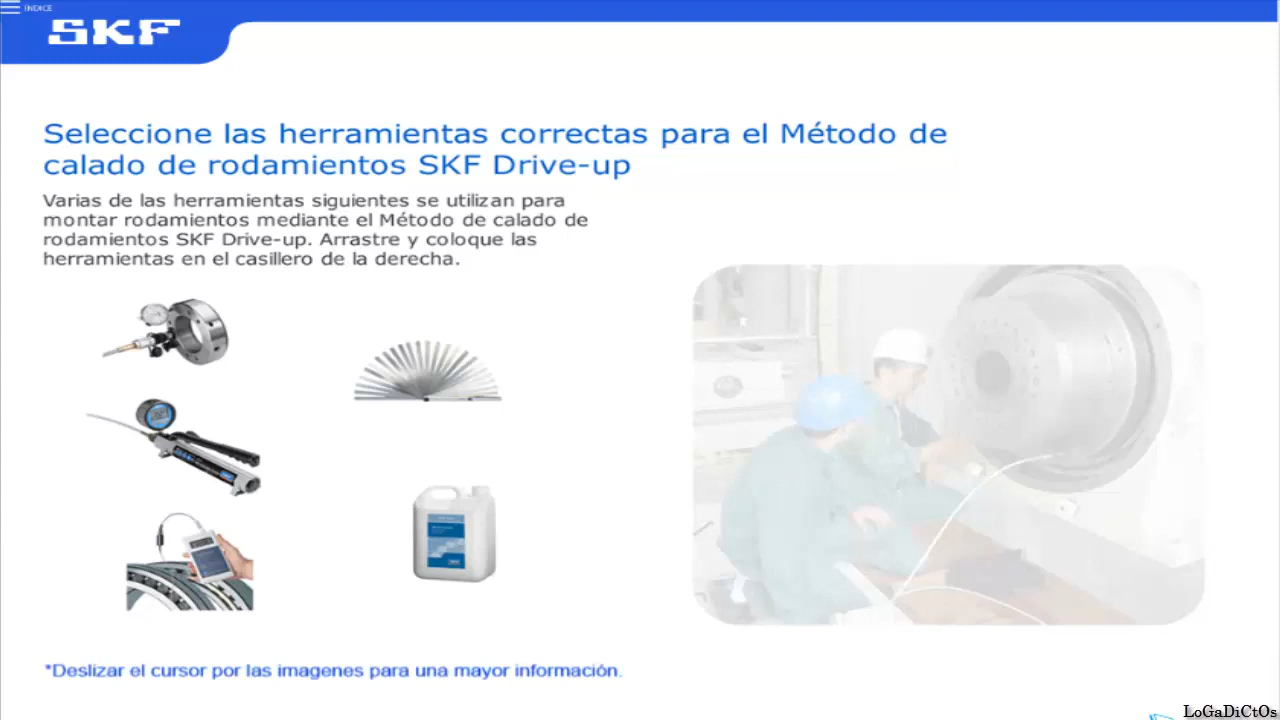 ÍNDICE
SKF
Seleccione las herramientas correctas para el Método de
calado de rodamientos SKF Drive-up
Varias de las herramientas siguientes se utilizan para
montar rodamientos mediante el Método de calado de
rodamientos SKF Drive-up. Arrastre y coloque las
herramientas en el casillero de la derecha.
*Deslizar el cursor por las imagenes para una mayor información.
LoGaDiCtOs